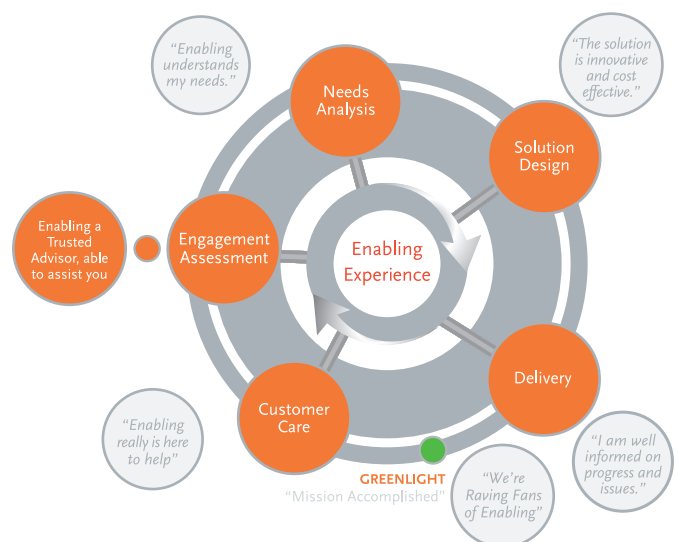 “Enabling
understands
my needs.”
“The solution
is innovative
and cost
effective.”
Needs
Analysis
Solution
Design
Enabling a
Trusted
Advisor, able
to assist you
Engagement
Assessment
Enabling
Experience
Delivery
Customer
Care
“Enabling
really is here
to help”
“I am well
informed on
progress and
issues.”
GREENLIGHT
“Mission Accomplished”
“We’re
Raving Fans
of Enabling”